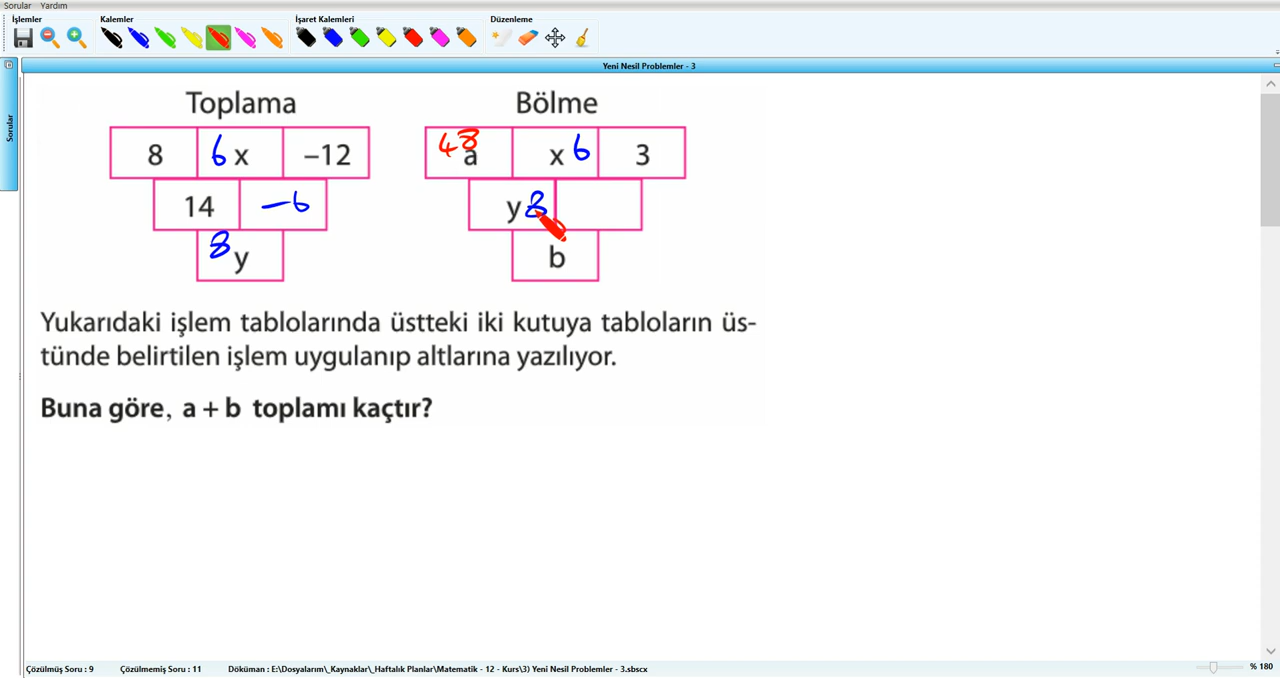 Sorular Yardım
İşlemler Kalemler İşaret Kalemleri Düzenleme
Yeni Nesil Problemler - 3
Sorular
Toplama Bölme
8 6 x –12 48 a x 6 3
14 –6 y 8
8 y b
Yukarıdaki işlem tablolarında üstteki iki kutuya tabloların üs-
tünde belirtilen işlem uygulanıp altlarına yazılıyor.
Buna göre, a + b toplamı kaçtır?
Çözülmüş Soru : 9 Çözülmemiş Soru : 11 Döküman : E:\Dosyalarım\_Kaynaklar\_Haftalık Planlar\Matematik - 12 - Kurs\3) Yeni Nesil Problemler - 3.sbscx % 180